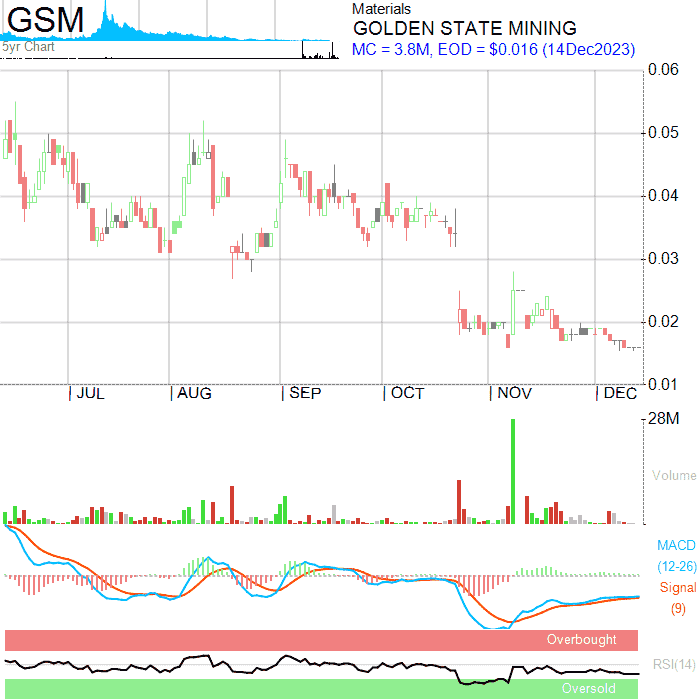 GSM
5yr Chart
Materials
GOLDEN STATE MINING
MC = 3.8M, EOD = $0.016 (14Dec2023)
0.06
0.05
0.04
0.03
0.02
0.01
JUL AUG SEP OCT NOV DEC
28M
Volume
MACD
(12-26)
Signal
(9)
Overbought
RSI(14)
Oversold